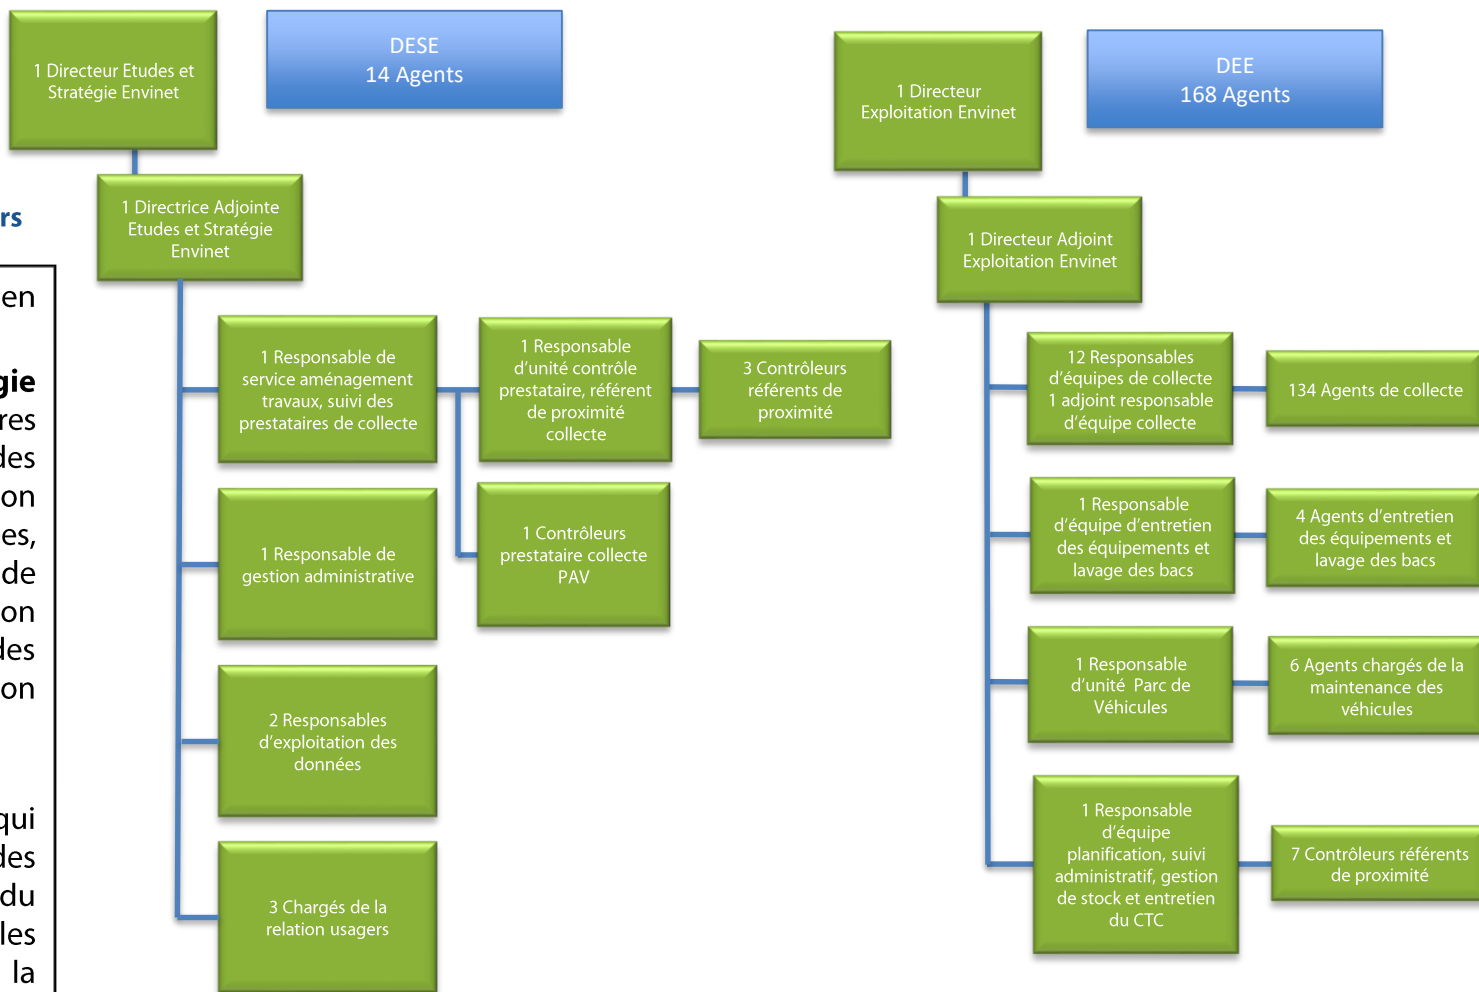 1 Directeur Etudes et
Stratégie Envinet
DESE
14 Agents
1 Directrice Adjointe
Etudes et Stratégie
Envinet
1 Responsable de
service aménagement
travaux, suivi des
prestataires de collecte
1 Responsable
d’unité contrôle
prestataire, référent
de proximité
collecte
3 Contrôleurs
référents de
proximité
1 Contrôleurs
prestataire collecte
PAV
1 Responsable de
gestion administrative
2 Responsables
d’exploitation des
données
3 Chargés de la
relation usagers
1 Directeur
Exploitation Envinet
DEE
168 Agents
1 Directeur Adjoint
Exploitation Envinet
12 Responsables
d’équipes de collecte
1 adjoint responsable
d’équipe collecte
134 Agents de collecte
1 Responsable
d’équipe d’entretien
des équipements et
lavage des bacs
4 Agents d’entretien
des équipements et
lavage des bacs
1 Responsable
d’unité Parc de
Véhicules
6 Agents chargés de la
maintenance des
véhicules
1 Responsable
d’équipe
planification, suivi
administratif, gestion
de stock et entretien
du CTC
7 Contrôleurs référents
de proximité
rs
en
gie
res
des
on
es,
de
on
des
on
qui
des
du
les
la